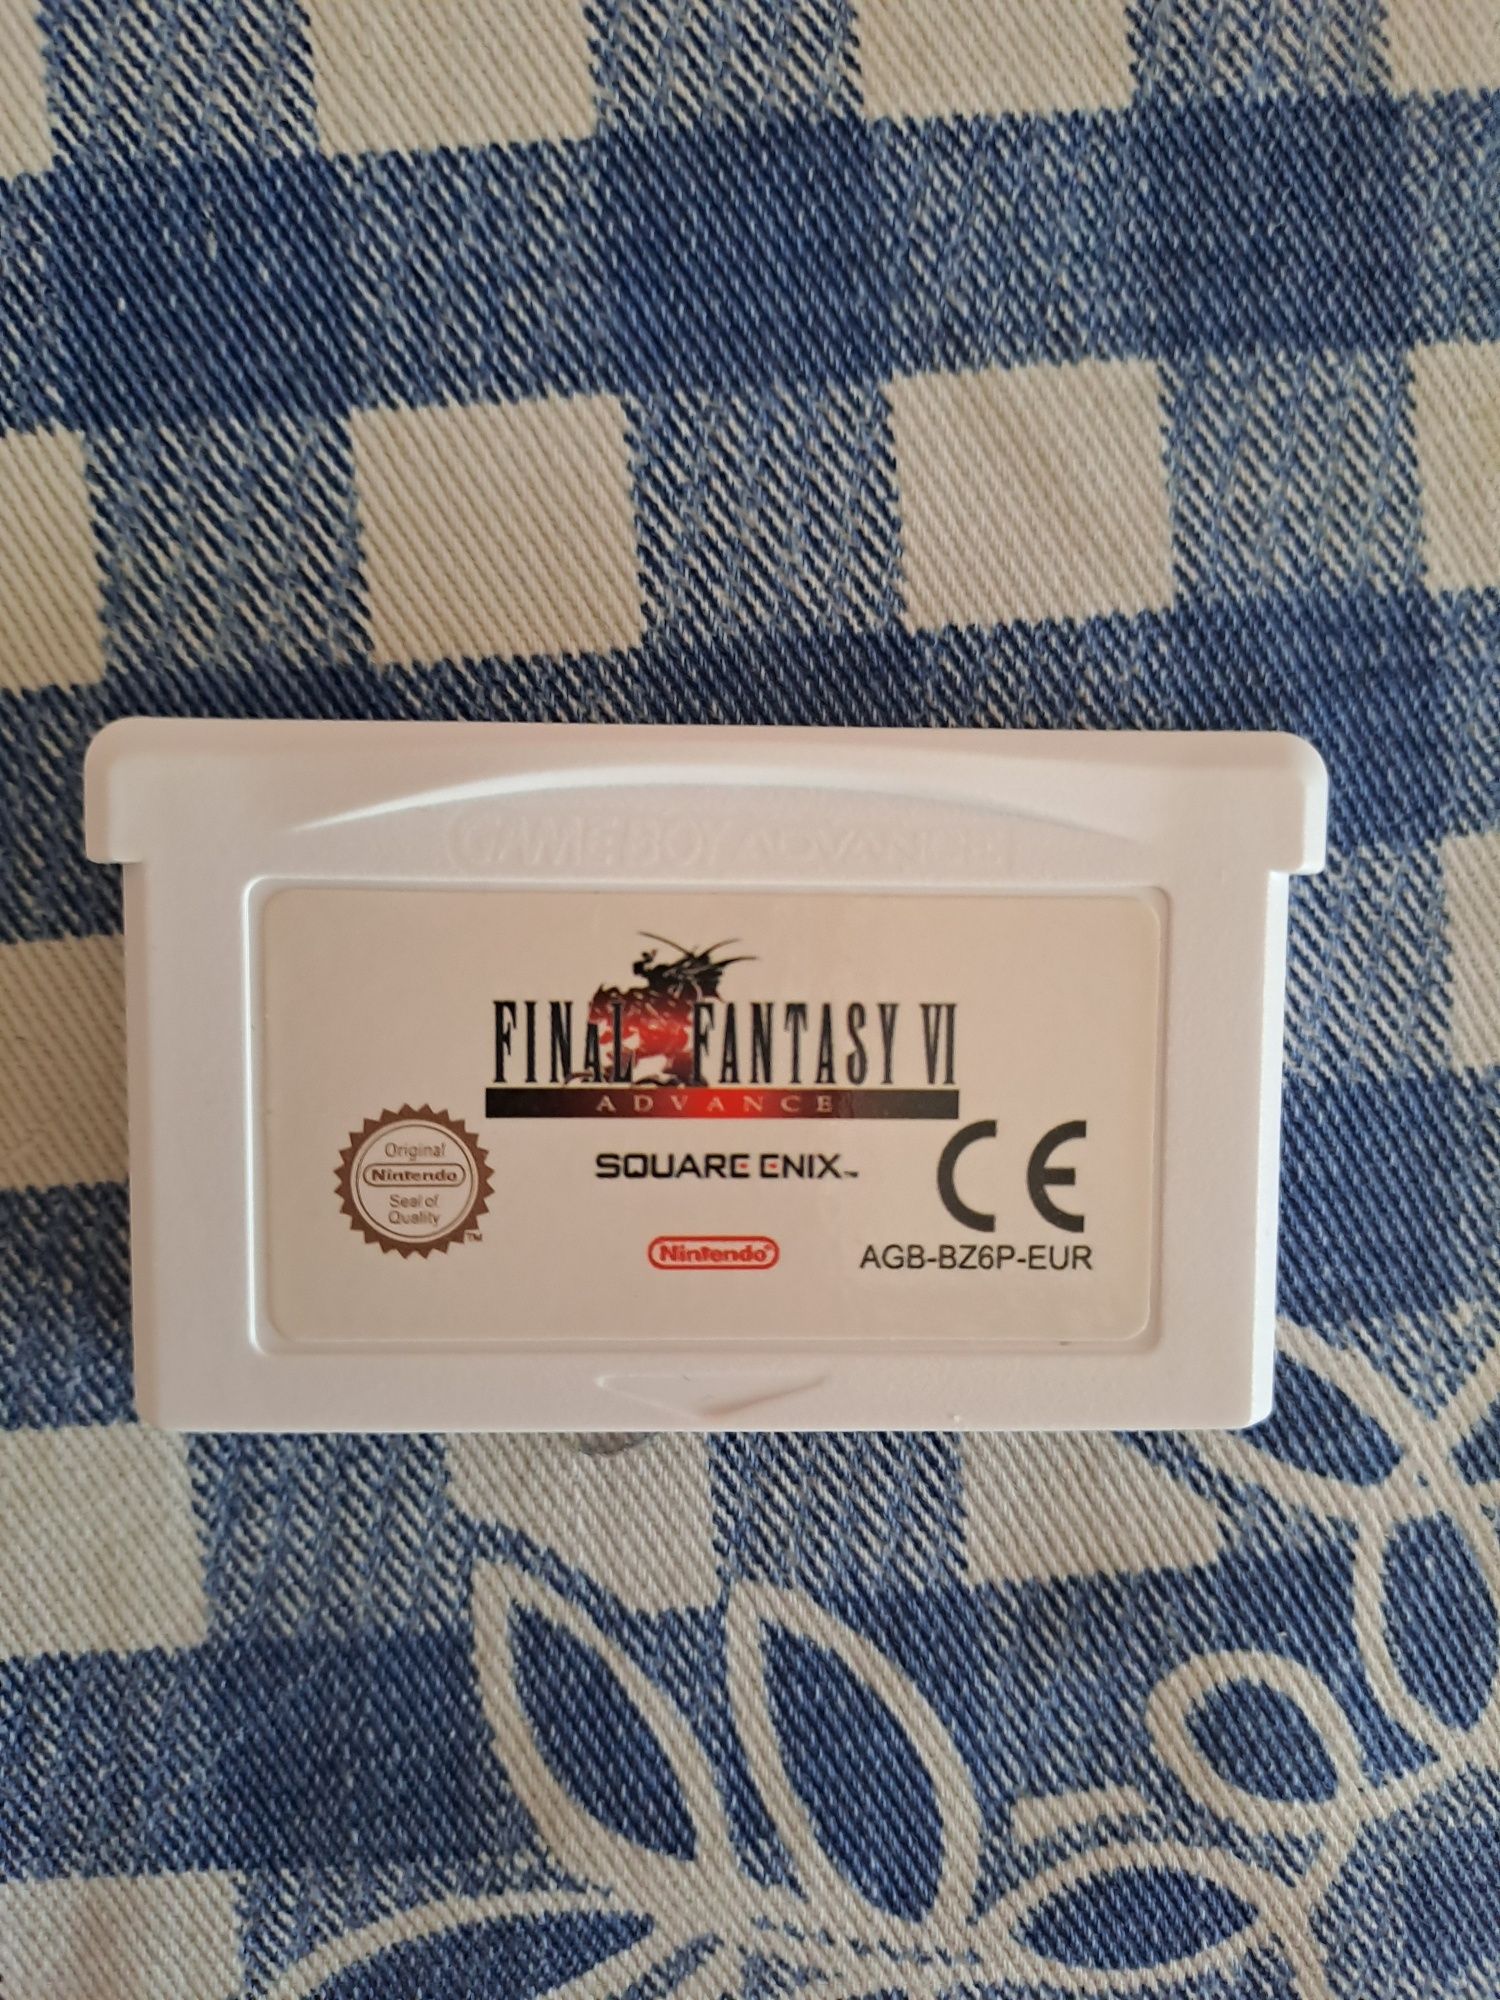 GAME BOY ADVANCE
FINAL FANTASY VI
ADVANCE
Original
Nintendo
Seal of
Quality
TM
SQUARE ENIX™
Nintendo®
CE
AGB-BZ6P-EUR